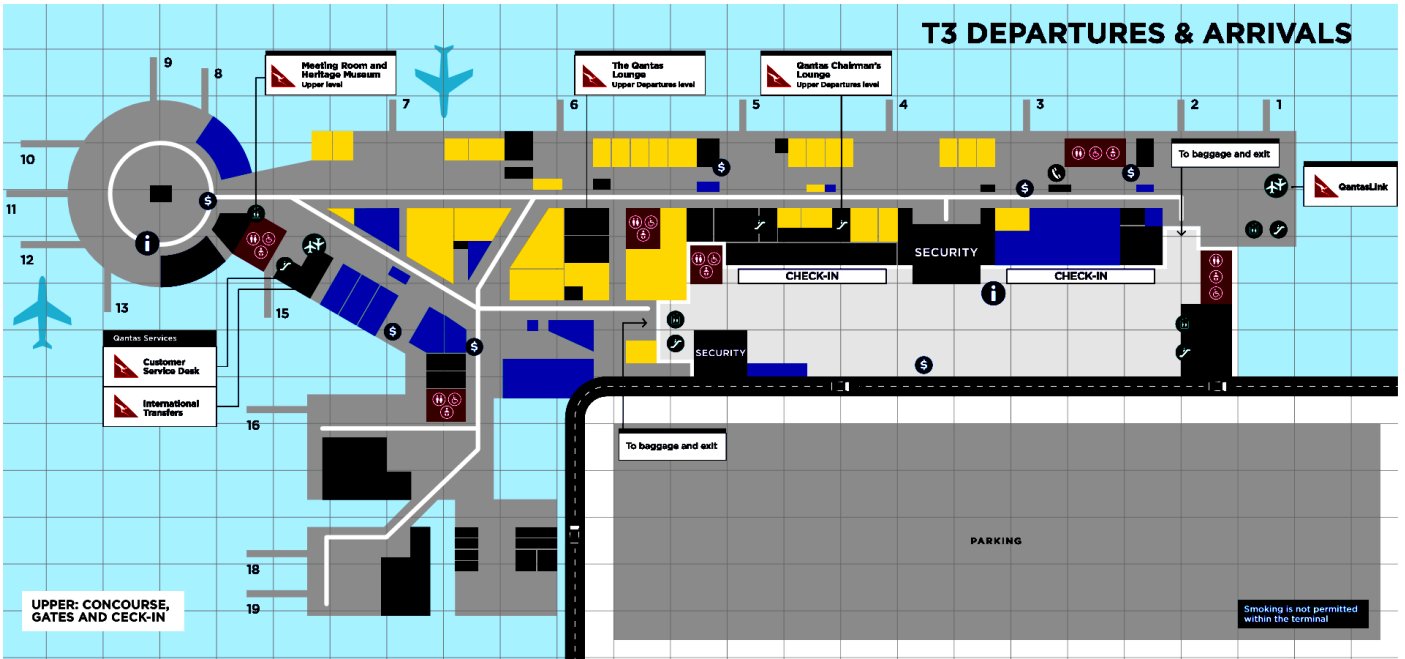 T3 DEPARTURES & ARRIVALS
9
8
Meeting Room and
Heritage Museum
Upper level
7
The Qantas
Lounge
Upper Departures level
6
Qantas Chairman's
Lounge
Upper Departures level
5
4
3
2
1
To baggage and exit
QantasLink
10
11
12
13
15
i
$
$
$
$
$
$
$
$
SECURITY
CHECK-IN
CHECK-IN
i
SECURITY
Qantas Services
Customer
Service Desk
International
Transfers
16
To baggage and exit
PARKING
18
19
UPPER: CONCOURSE,
GATES AND CECK-IN
Smoking is not permitted
within the terminal